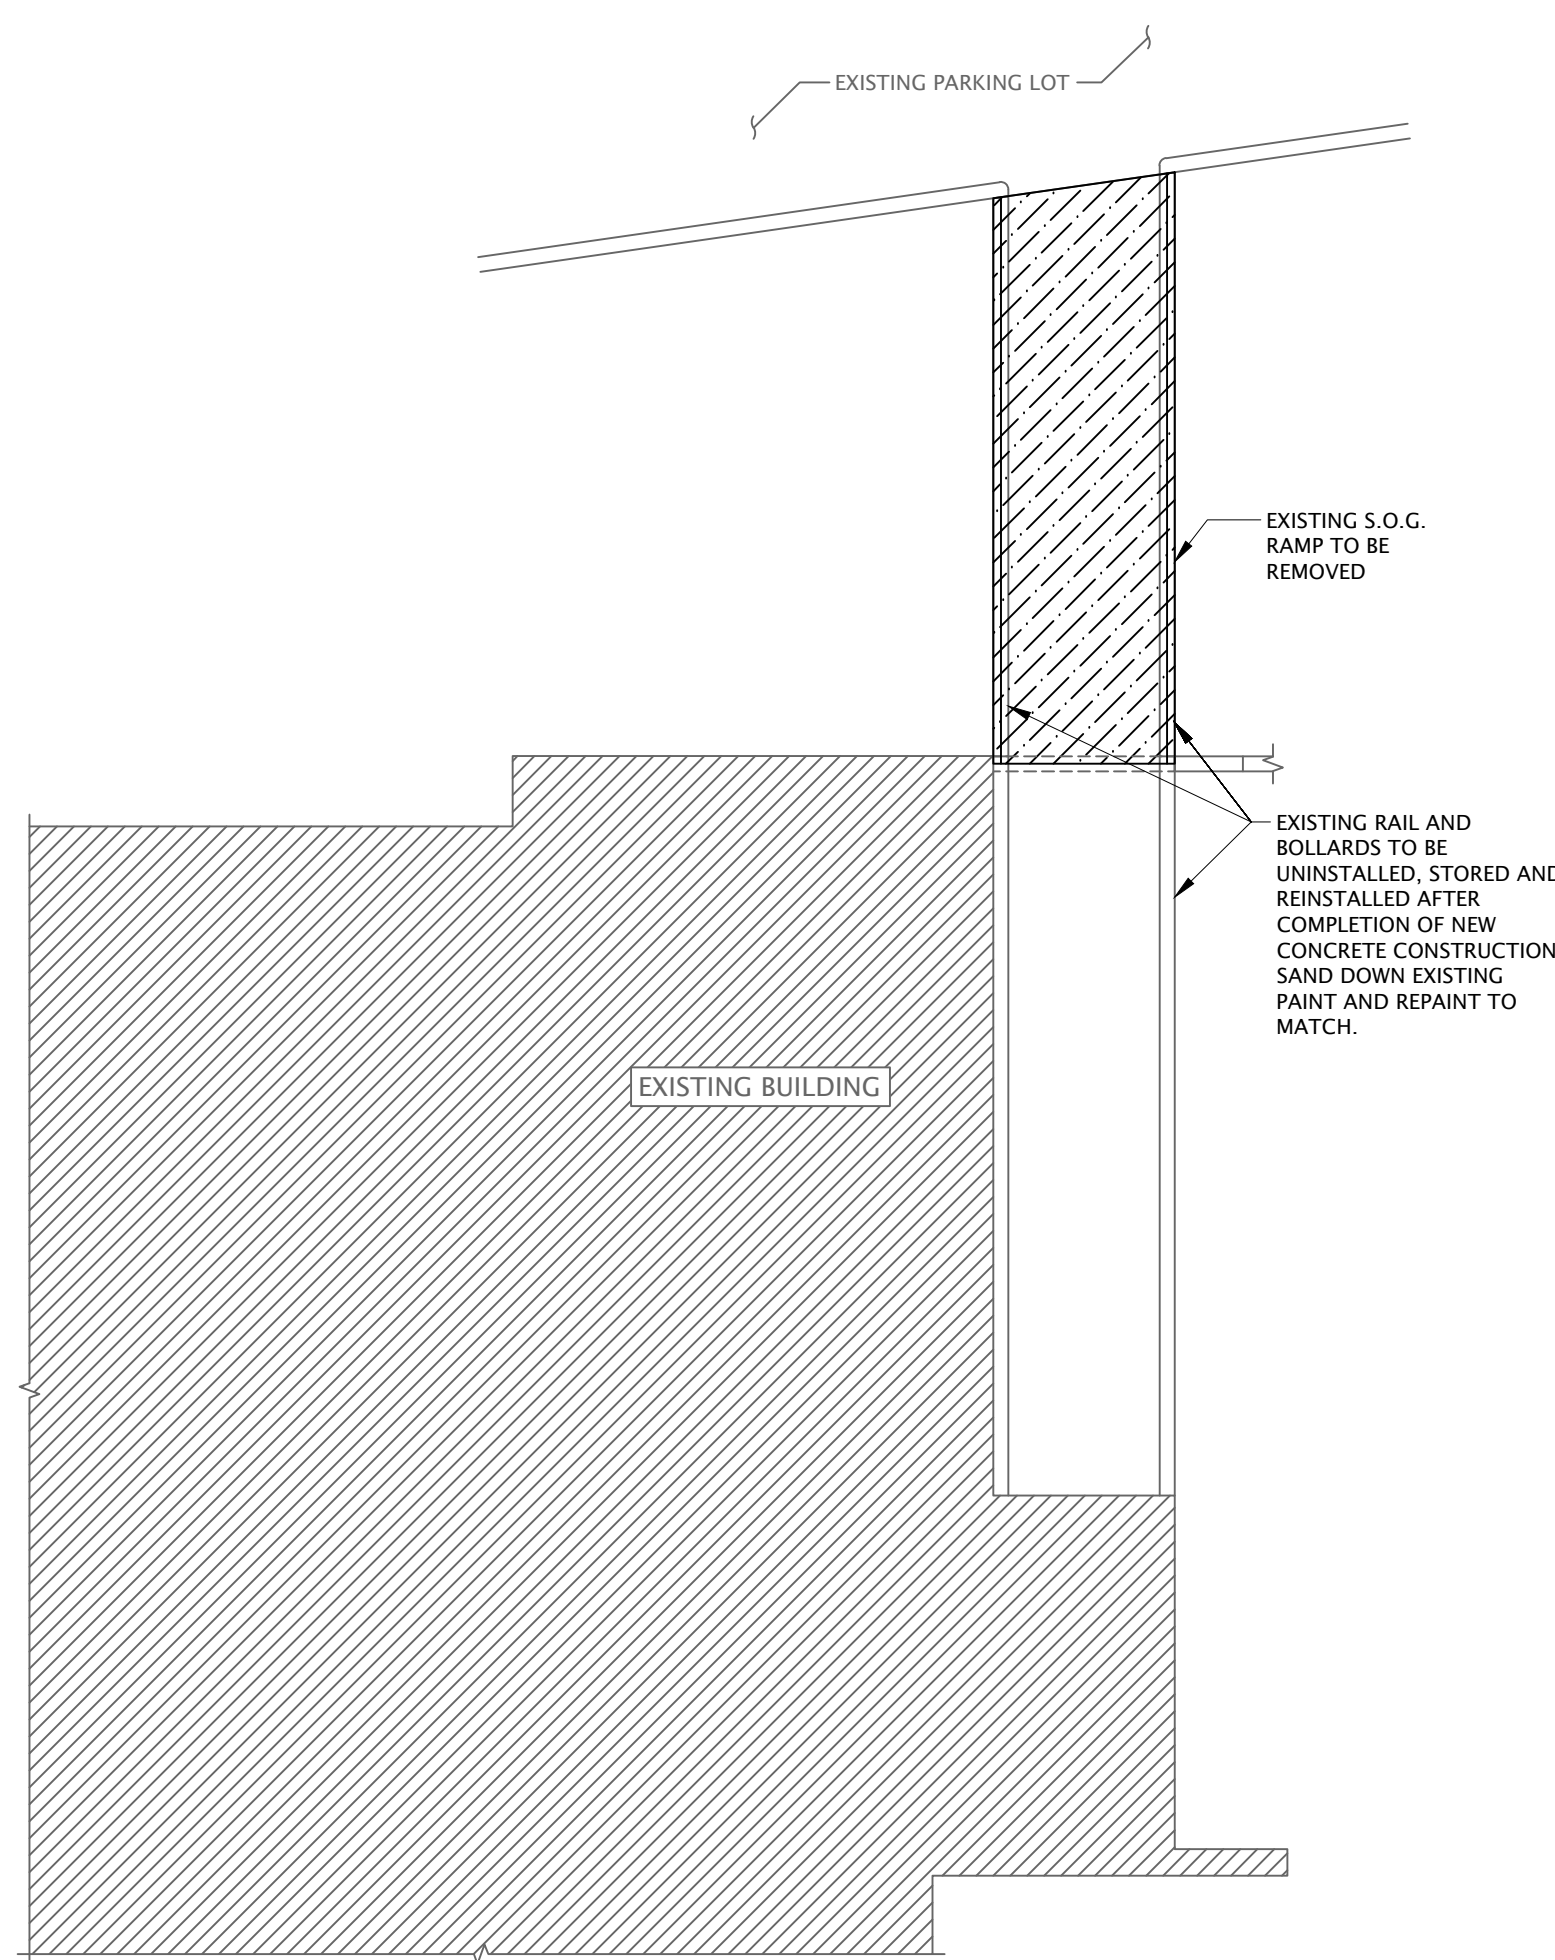 EXISTING PARKING LOT
EXISTING S.O.G.
RAMP TO BE
REMOVED
EXISTING RAIL AND
BOLLARDS TO BE
UNINSTALLED, STORED AND
REINSTALLED AFTER
COMPLETION OF NEW
CONCRETE CONSTRUCTION
SAND DOWN EXISTING
PAINT AND REPAINT TO
MATCH.
EXISTING BUILDING